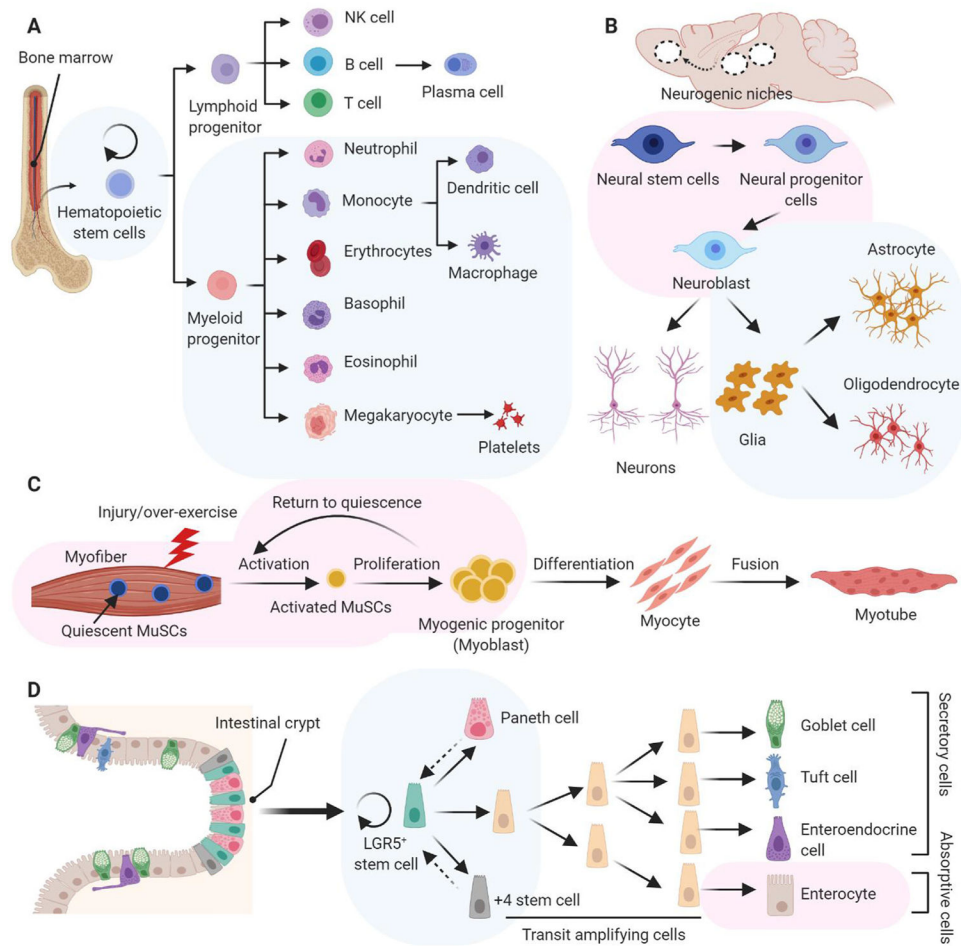 A
Bone marrow
Hematopoietic
stem cells
Lymphoid
progenitor
NK cell
B cell
T cell
Plasma cell
Myeloid
progenitor
Neutrophil
Monocyte
Erythrocytes
Basophil
Eosinophil
Megakaryocyte
Dendritic cell
Macrophage
Platelets
B
Neurogenic niches
Neural stem cells
Neural progenitor
cells
Neuroblast
Neurons
Glia
Astrocyte
Oligodendrocyte
C
Injury/over-exercise
Myofiber
Quiescent MuSCs
Return to quiescence
Activation
Activated MuSCs
Proliferation
Myogenic progenitor
(Myoblast)
Differentiation
Myocyte
Fusion
Myotube
D
Intestinal crypt
LGR5+
stem cell
Paneth cell
+4 stem cell
Transit amplifying cells
Goblet cell
Tuft cell
Enteroendocrine
cell
Enterocyte
Secretory cells
Absorptive cells